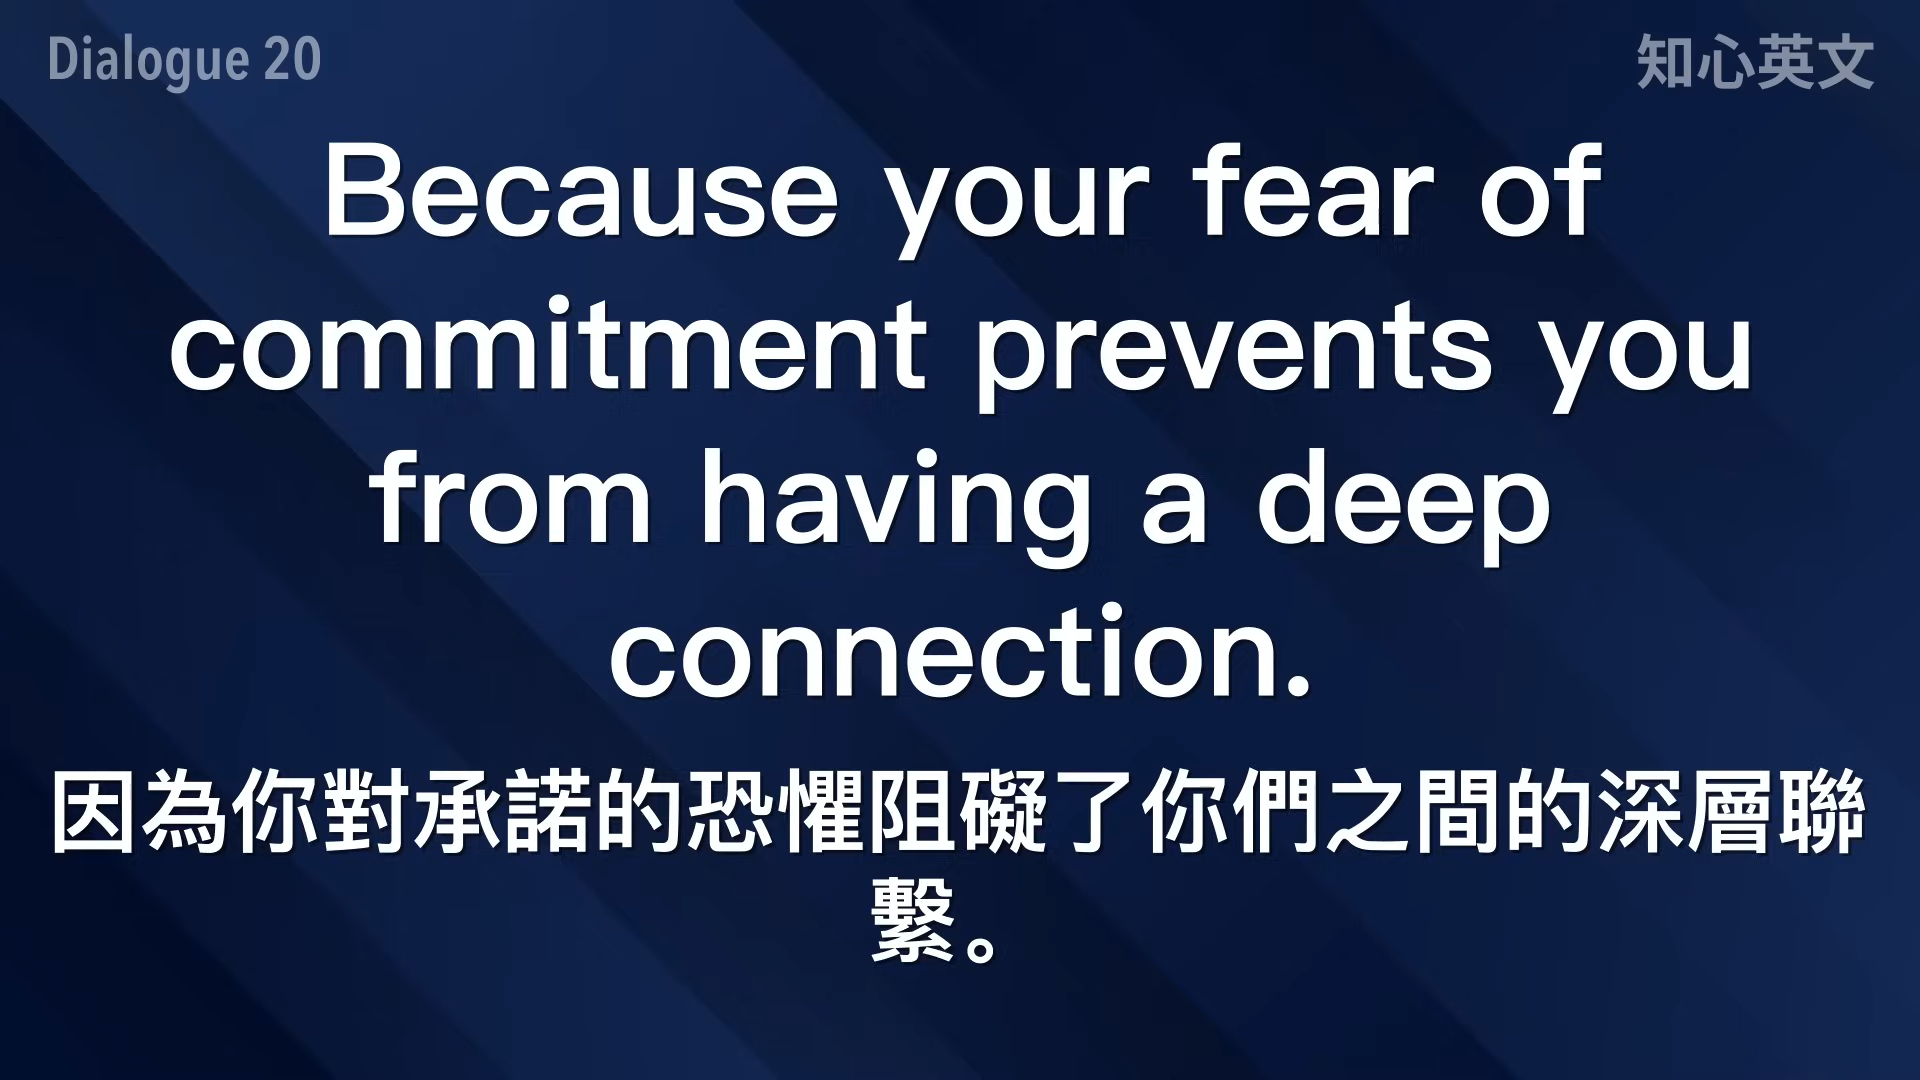 Dialogue 20
知心英文
Because your fear of
commitment prevents you
from having a deep
connection.
因為你對承諾的恐懼阻礙了你們之間的深層聯
繫。